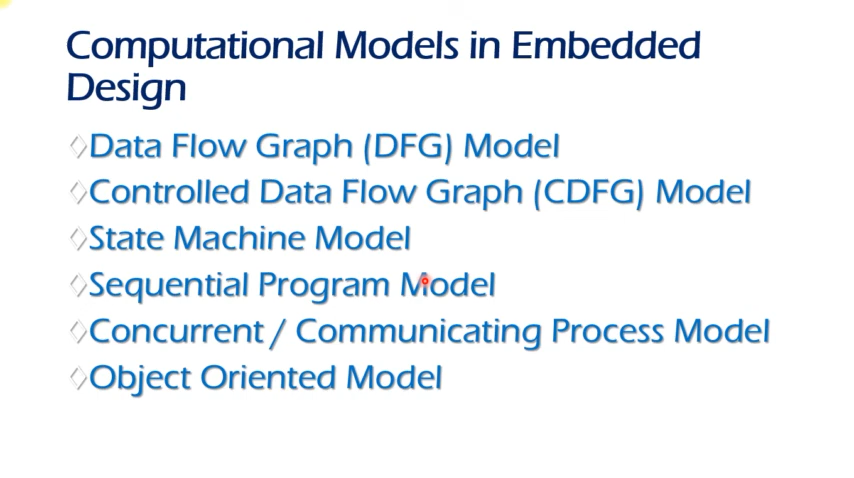 Computational Models in Embedded
Design
◊Data Flow Graph (DFG) Model
◊Controlled Data Flow Graph (CDFG) Model
◊State Machine Model
◊Sequential Program Model
◊Concurrent / Communicating Process Model
◊Object Oriented Model